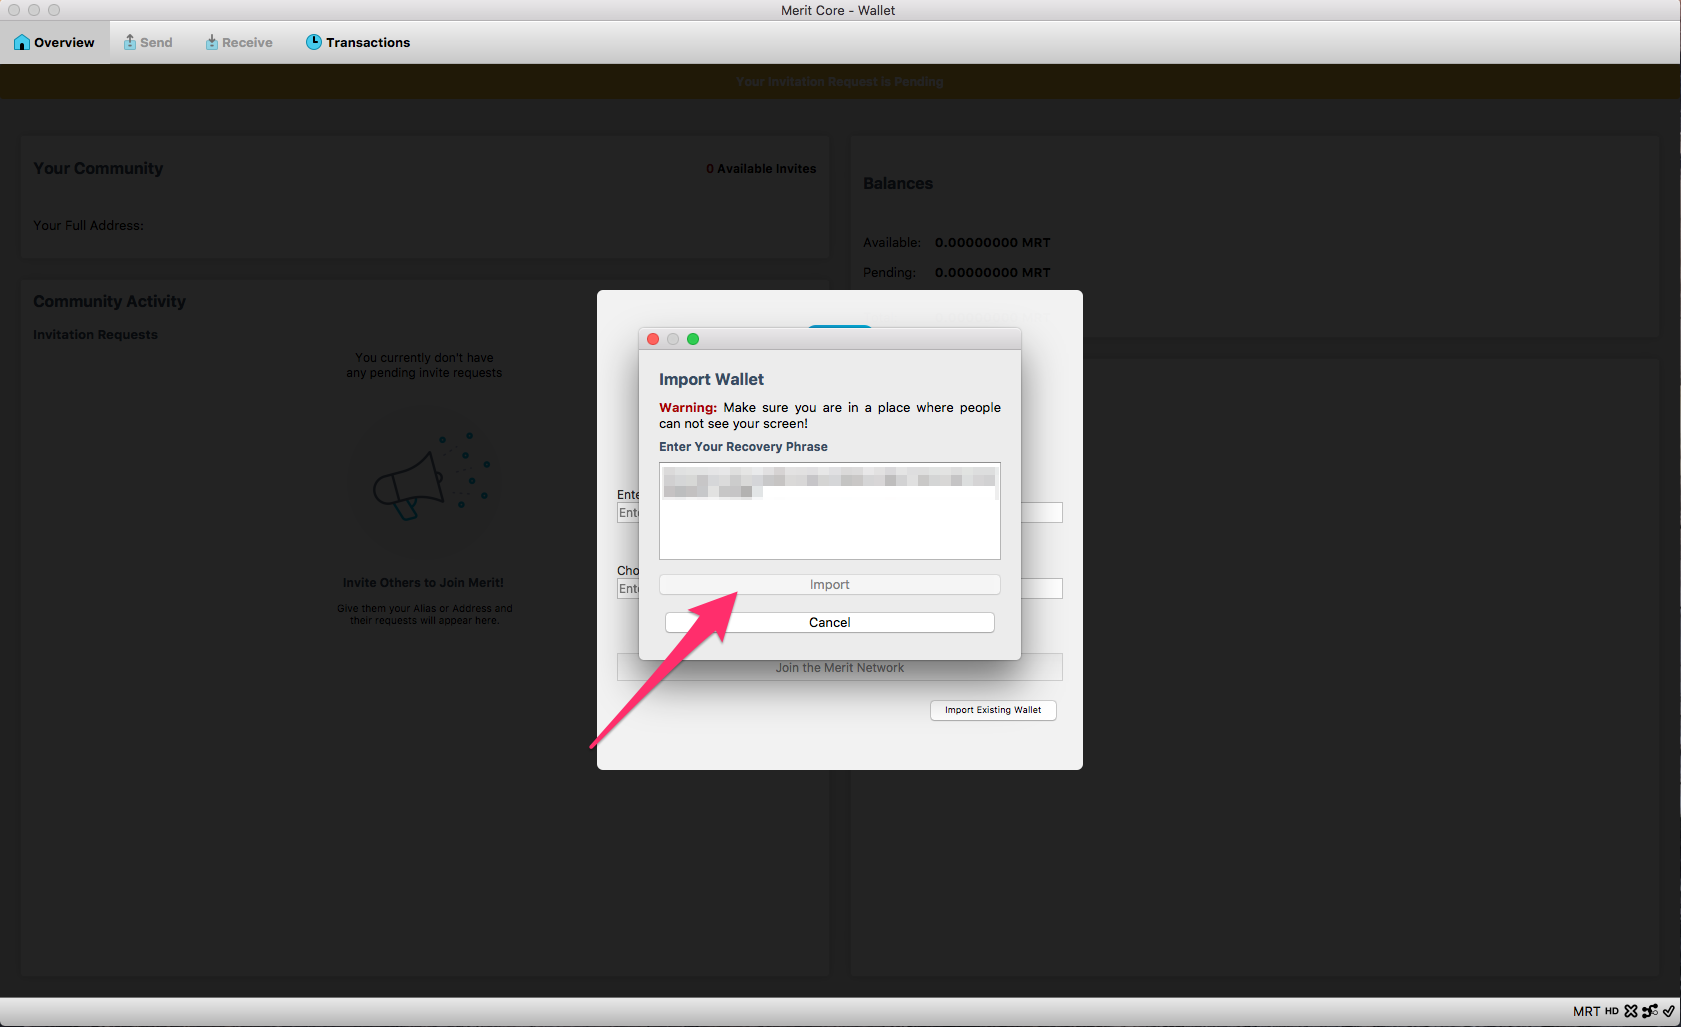 Merit Core - Wallet
Overview
Send
Receive
Transactions
Your Invitation Request is Pending
Your Community
0 Available Invites
Your Full Address:
Balances
Available: 0.00000000 MRT
Pending: 0.00000000 MRT
Community Activity
Invitation Requests
You currently don't have
any pending invite requests
Invite Others to Join Merit!
Give them your Alias or Address and
their requests will appear here.
Import Wallet
Warning: Make sure you are in a place where people
can not see your screen!
Enter Your Recovery Phrase
Ente
Ente
Cho
Ente
Import
Cancel
Join the Merit Network
Import Existing Wallet
MRT HD